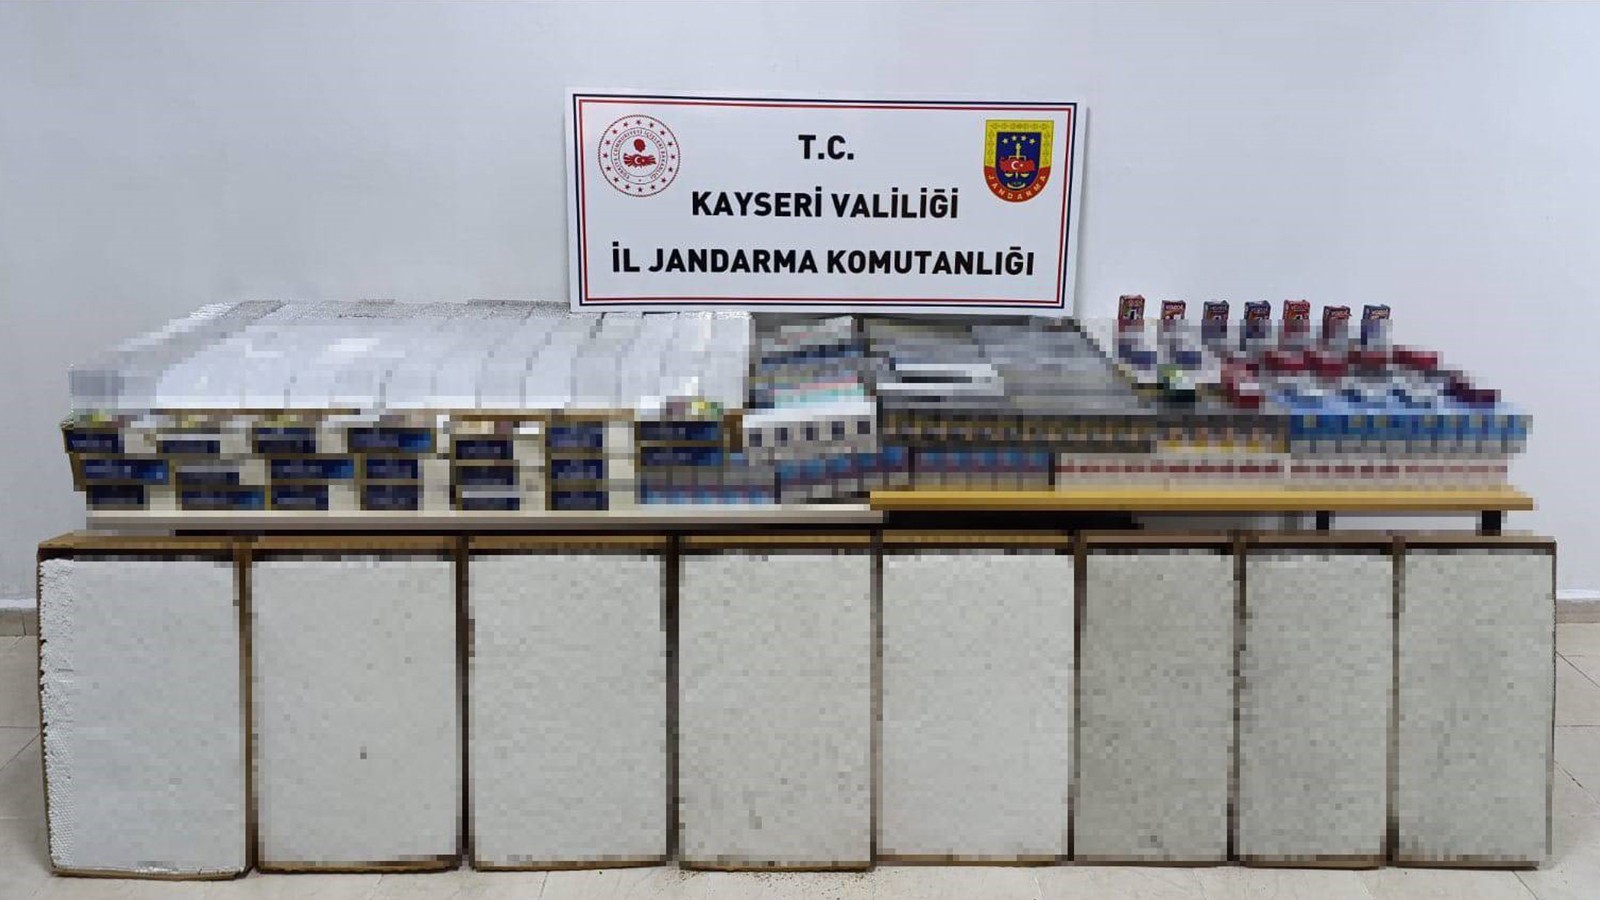 T.C.
KAYSERİ VALİLİĞİ
İL JANDARMA KOMUTANLIĞI
JANDARMA